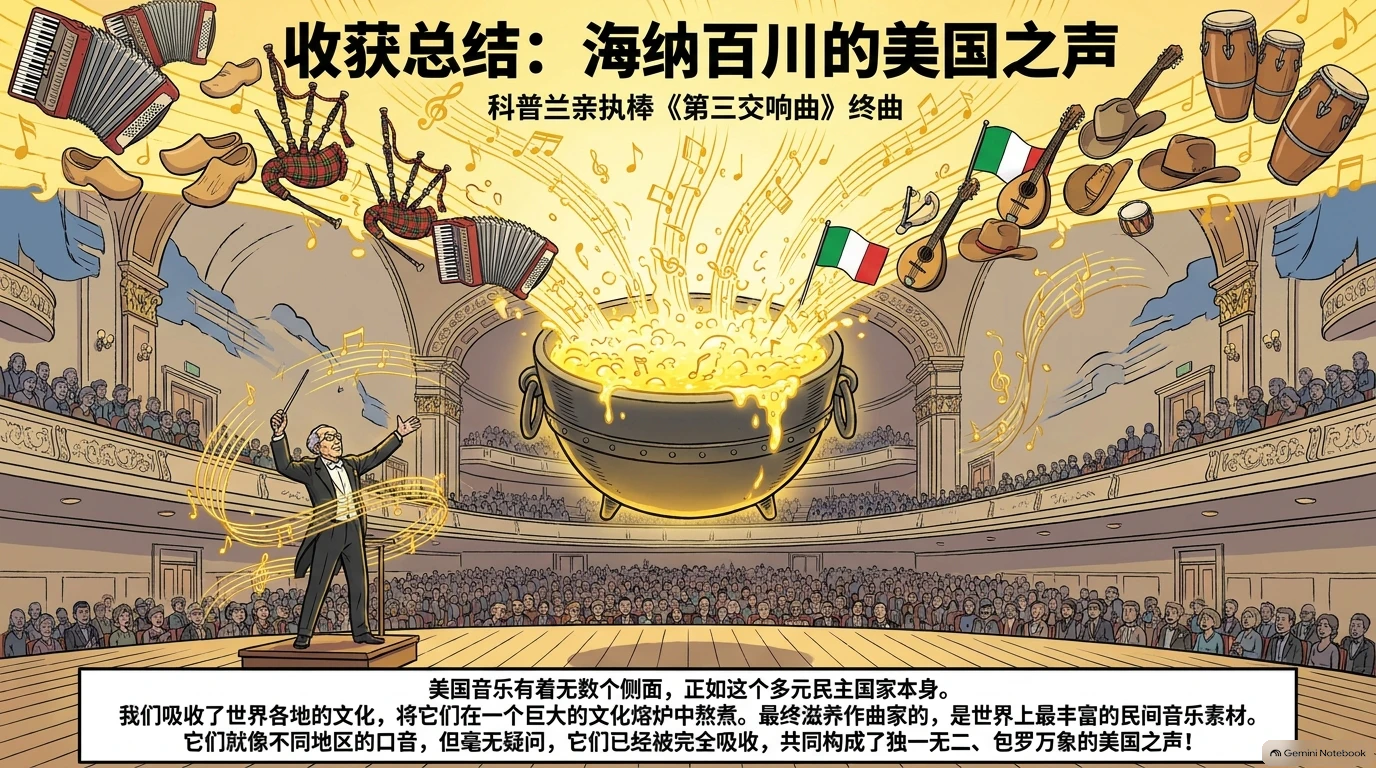 收获总结：海纳百川的美国之声
科普兰亲执棒《第三交响曲》终曲
美国音乐有着无数个侧面，正如这个多元民主国家本身。
我们吸收了世界各地的文化，将它们在一个巨大的文化熔炉中熬煮。最终滋养作曲家的，是世界上最丰富的民间音乐素材。
它们就像不同地区的口音，但毫无疑问，它们已经被完全吸收，共同构成了独一无二、包罗万象的美国之声！
Gemini Notebook